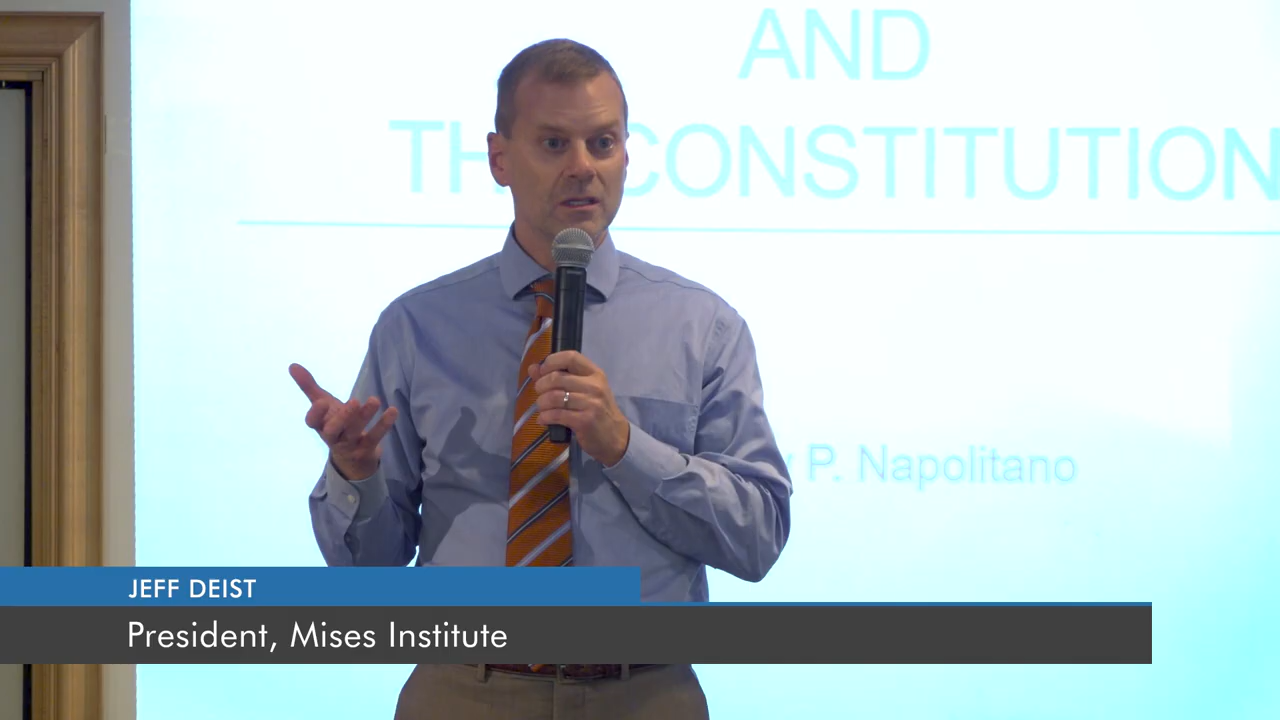 AND
CONSTITUTION
P. Napolitano
JEFF DEIST
President, Mises Institute